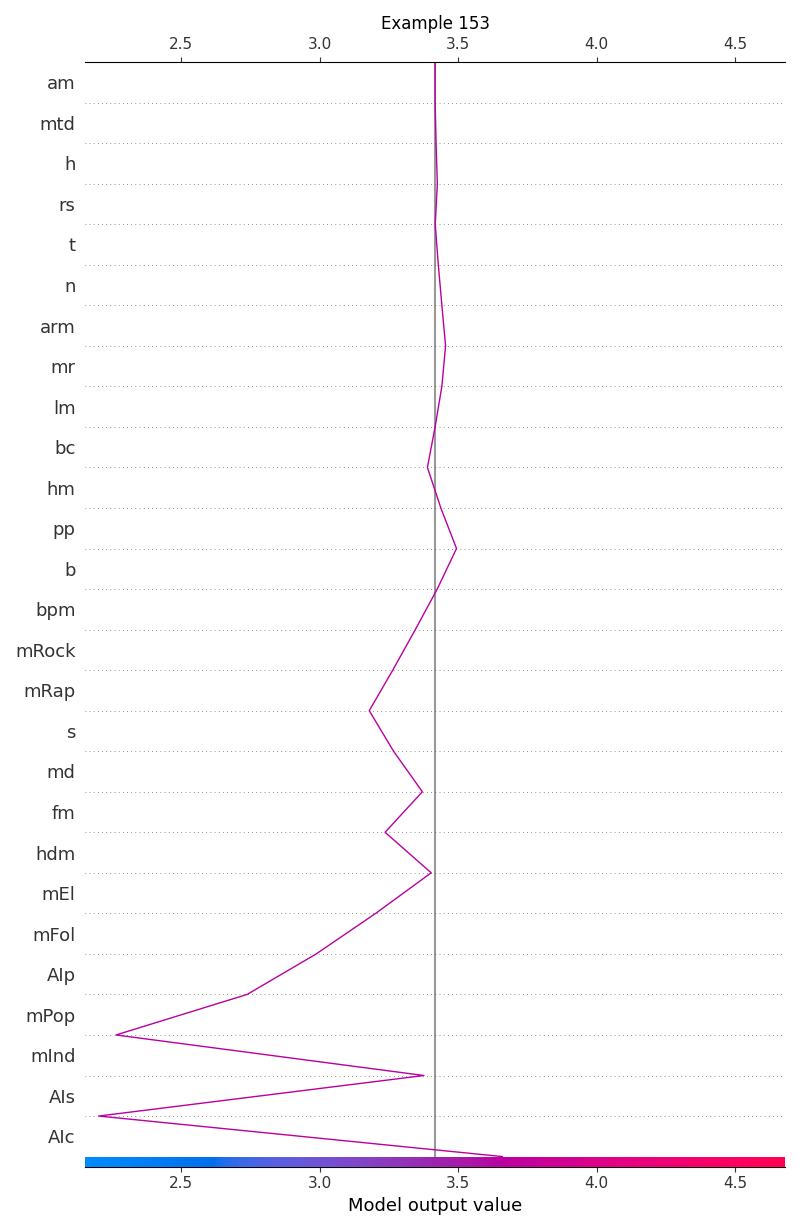 Example 153
2.5 3.0 3.5 4.0 4.5
am
mtd
h
rs
t
n
arm
mr
lm
bc
hm
pp
b
bpm
mRock
mRap
s
md
fm
hdm
mEl
mFol
AIp
mPop
mInd
AIs
AIc
2.5 3.0 3.5 4.0 4.5
Model output value